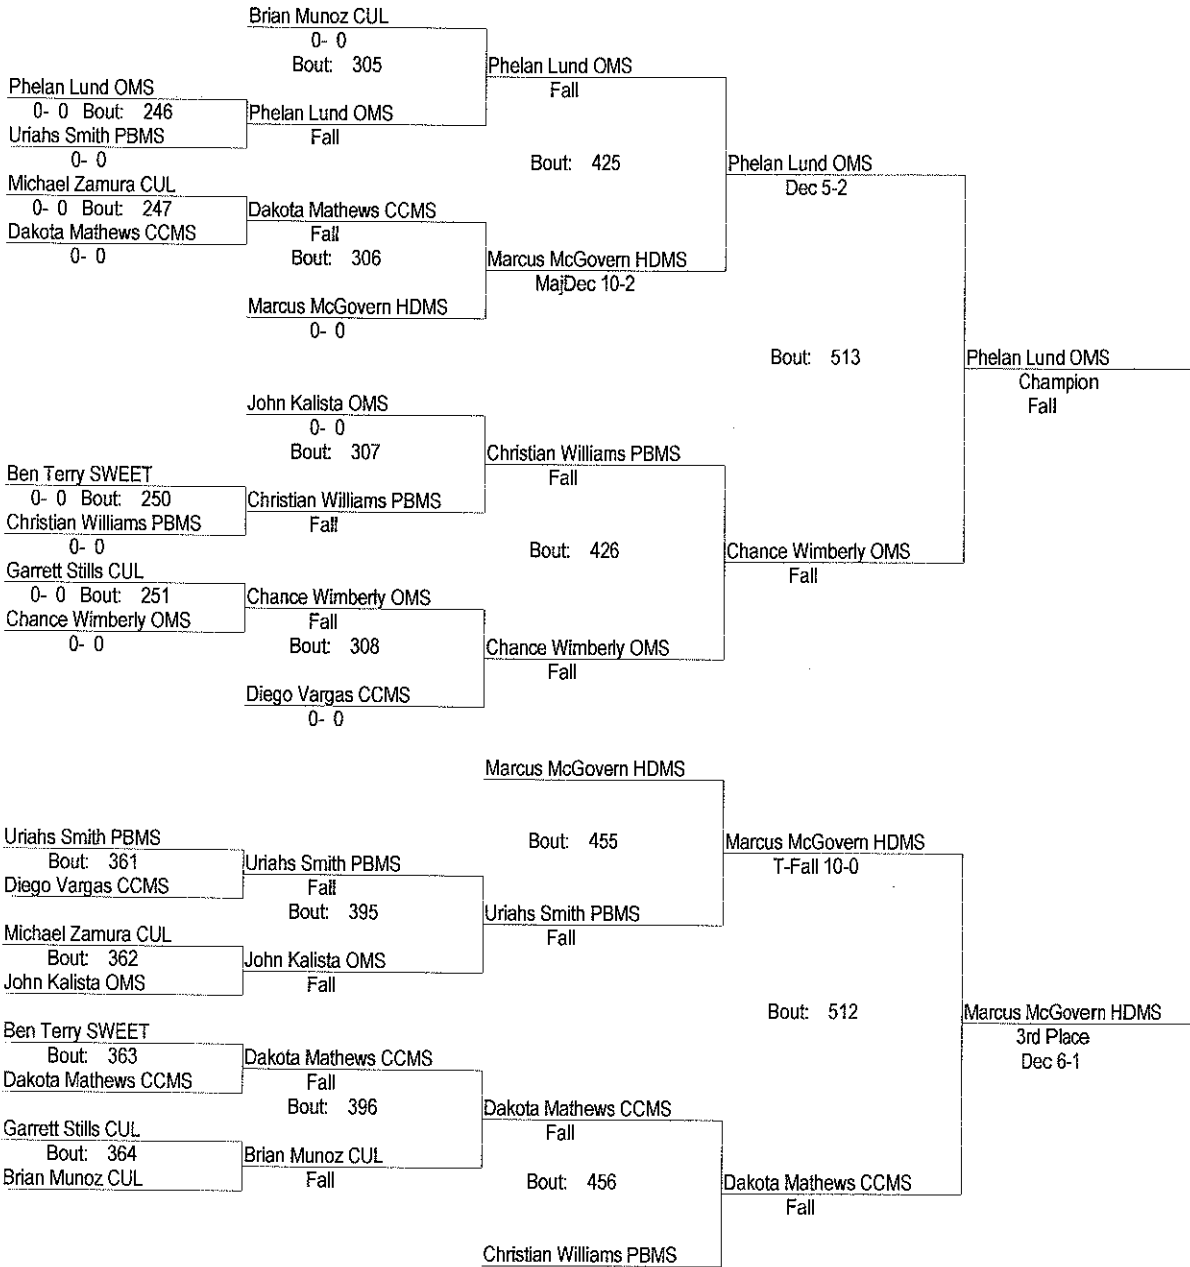 Brian Munoz CUL
0- 0
Bout: 305
Phelan Lund OMS
Fall
Phelan Lund OMS
0- 0 Bout: 246
Uriahs Smith PBMS
0- 0
Phelan Lund OMS
Fall
Bout: 425
Phelan Lund OMS
Dec 5-2
Michael Zamura CUL
0- 0 Bout: 247
Dakota Mathews CCMS
0- 0
Dakota Mathews CCMS
Fall
Bout: 306
Marcus McGovern HDMS
MajDec 10-2
Marcus McGovern HDMS
0- 0
Bout: 513
Phelan Lund OMS
Champion
Fall
John Kalista OMS
0- 0
Bout: 307
Christian Williams PBMS
Fall
Ben Terry SWEET
0- 0 Bout: 250
Christian Williams PBMS
0- 0
Christian Williams PBMS
Fall
Bout: 426
Chance Wimberly OMS
Fall
Garrett Stills CUL
0- 0 Bout: 251
Chance Wimberly OMS
0- 0
Chance Wimberly OMS
Fall
Bout: 308
Chance Wimberly OMS
Fall
Diego Vargas CCMS
0- 0
Marcus McGovern HDMS
Bout: 455
Marcus McGovern HDMS
T-Fall 10-0
Uriahs Smith PBMS
Bout: 361
Diego Vargas CCMS
Uriahs Smith PBMS
Fall
Bout: 395
Uriahs Smith PBMS
Fall
Michael Zamura CUL
Bout: 362
John Kalista OMS
John Kalista OMS
Fall
Bout: 512
Marcus McGovern HDMS
3rd Place
Dec 6-1
Ben Terry SWEET
Bout: 363
Dakota Mathews CCMS
Dakota Mathews CCMS
Fall
Bout: 396
Dakota Mathews CCMS
Fall
Garrett Stills CUL
Bout: 364
Brian Munoz CUL
Brian Munoz CUL
Fall
Bout: 456
Dakota Mathews CCMS
Fall
Christian Williams PBMS